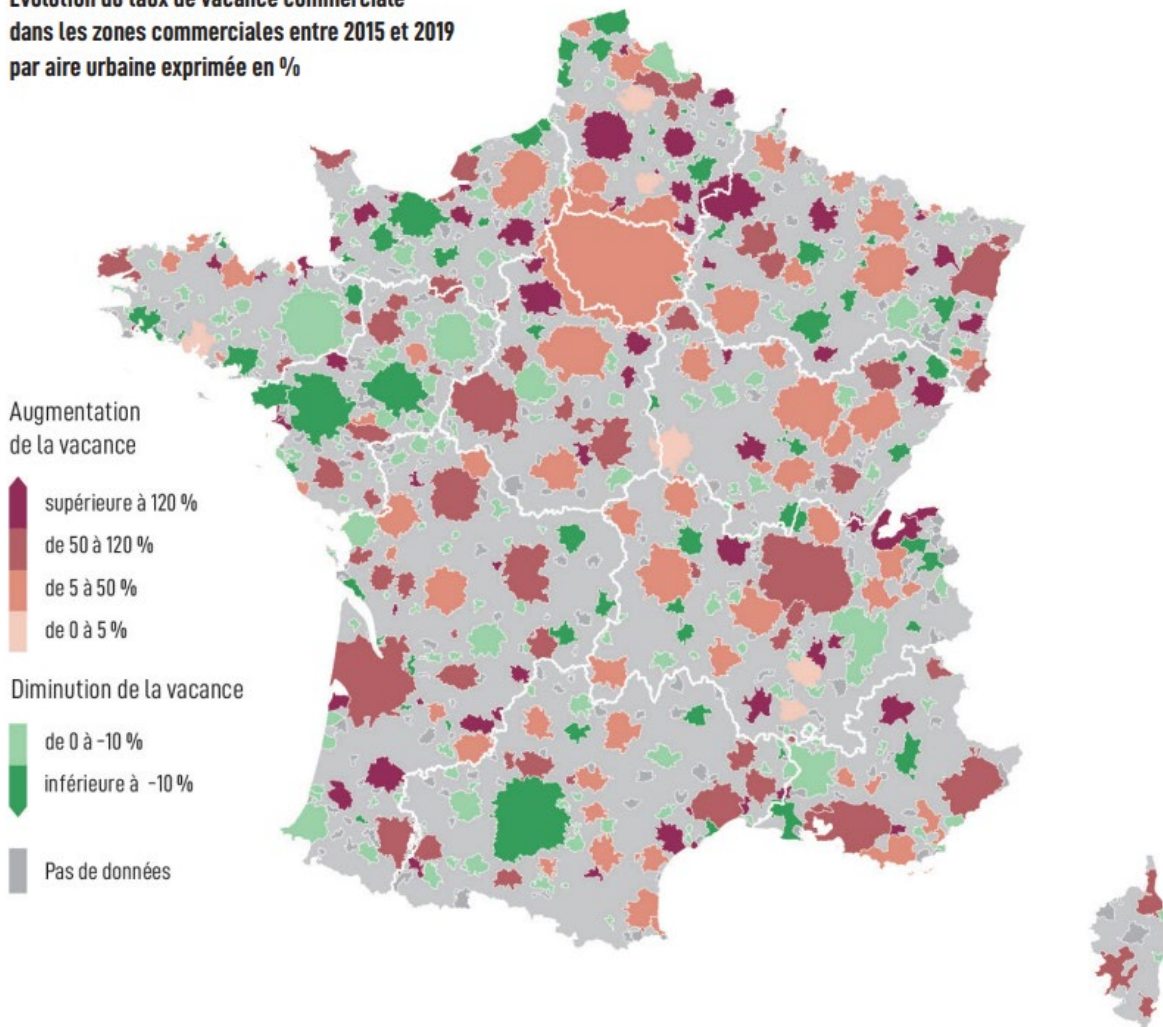 Évolution du taux de vacance commerciale
dans les zones commerciales entre 2015 et 2019
par aire urbaine exprimée en %
Augmentation
de la vacance
supérieure à 120 %
de 50 à 120 %
de 5 à 50 %
de 0 à 5 %
Diminution de la vacance
de 0 à -10 %
inférieure à -10 %
Pas de données